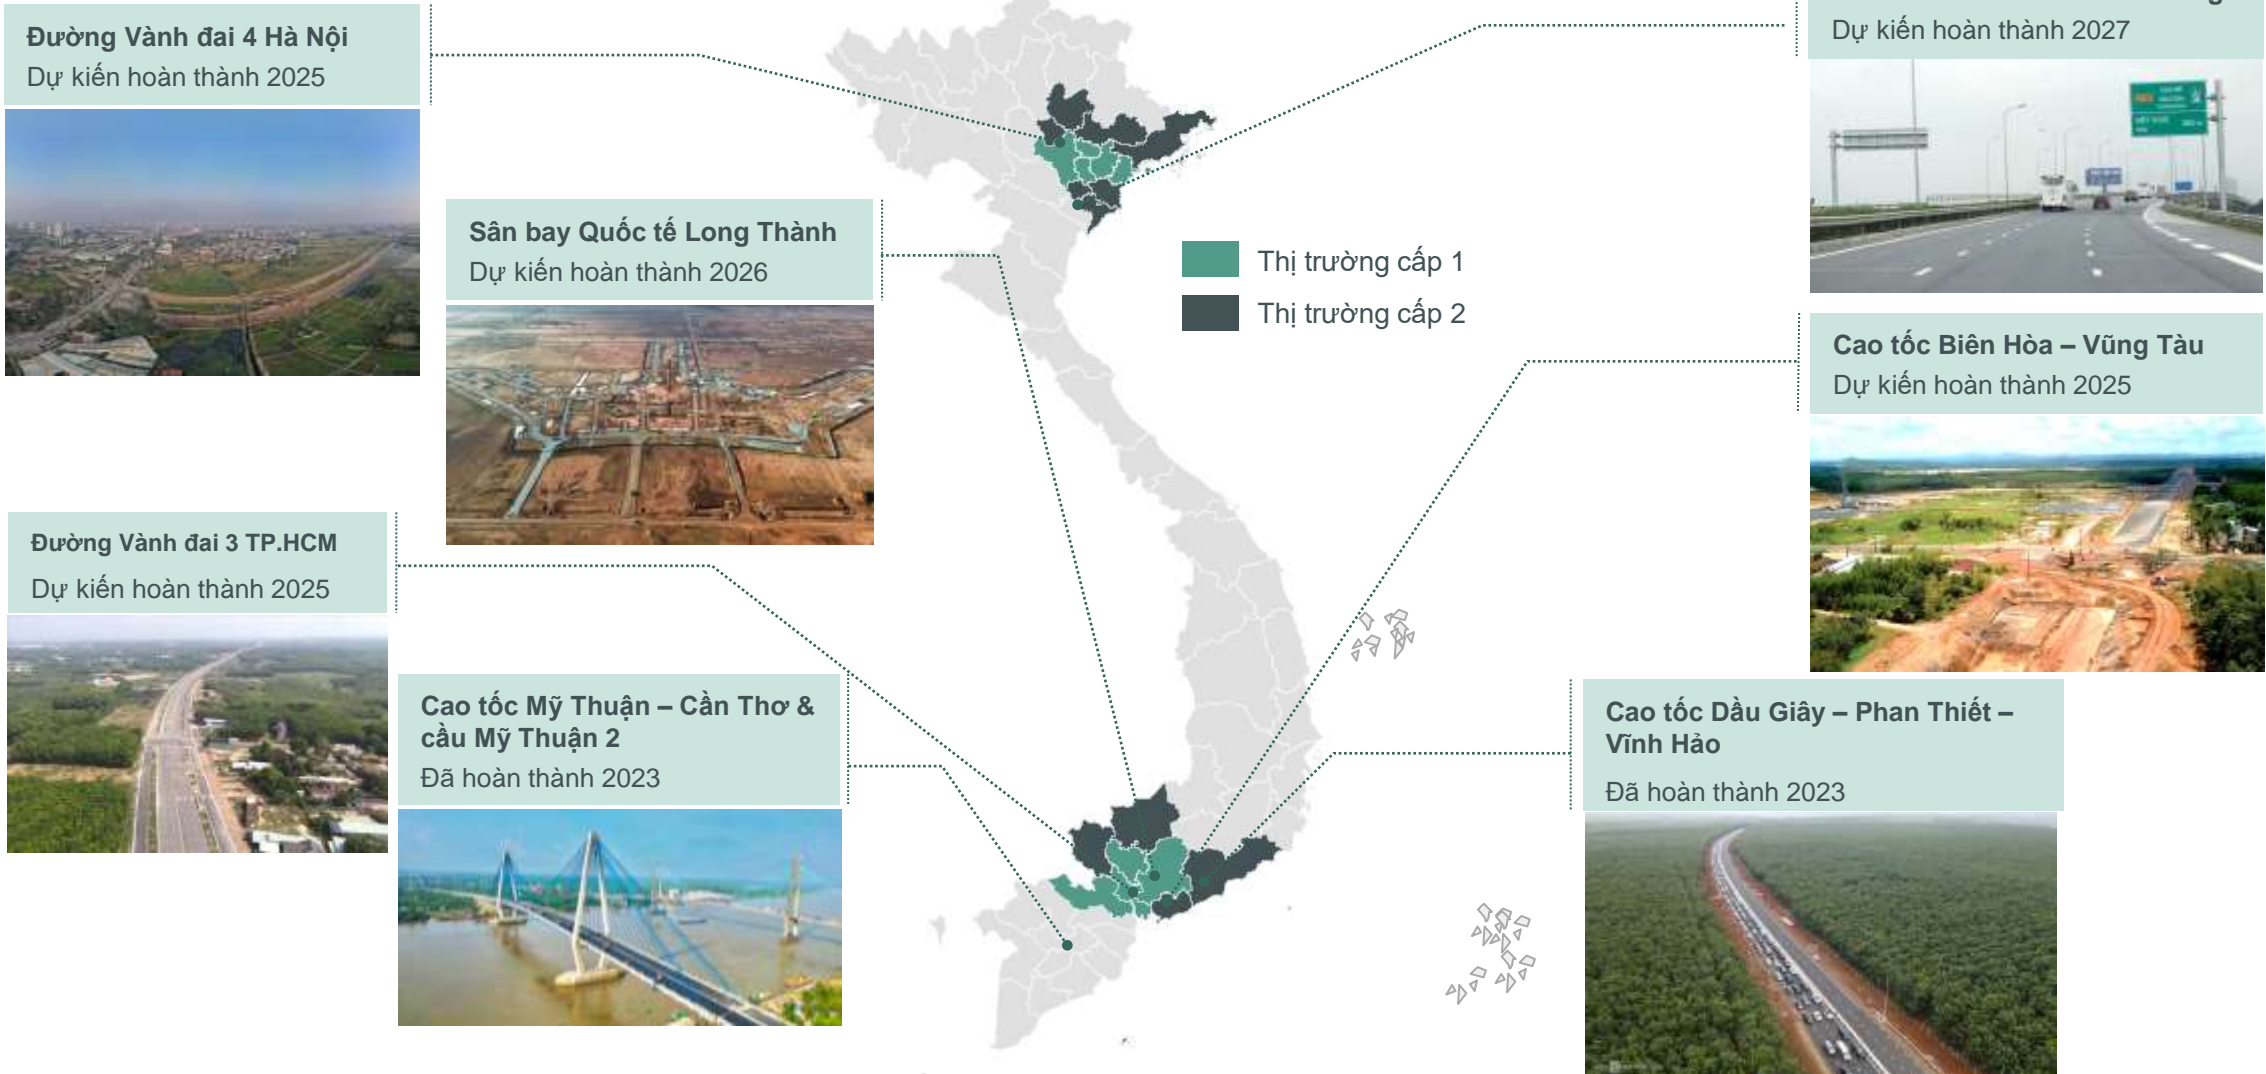 Đường Vành đai 4 Hà Nội
Dự kiến hoàn thành 2025
Dự kiến hoàn thành 2027
Sân bay Quốc tế Long Thành
Dự kiến hoàn thành 2026
Thị trường cấp 1
Thị trường cấp 2
Cao tốc Biên Hòa – Vũng Tàu
Dự kiến hoàn thành 2025
Đường Vành đai 3 TP.HCM
Dự kiến hoàn thành 2025
Cao tốc Mỹ Thuận – Cần Thơ &
cầu Mỹ Thuận 2
Đã hoàn thành 2023
Cao tốc Dầu Giây – Phan Thiết –
Vĩnh Hảo
Đã hoàn thành 2023